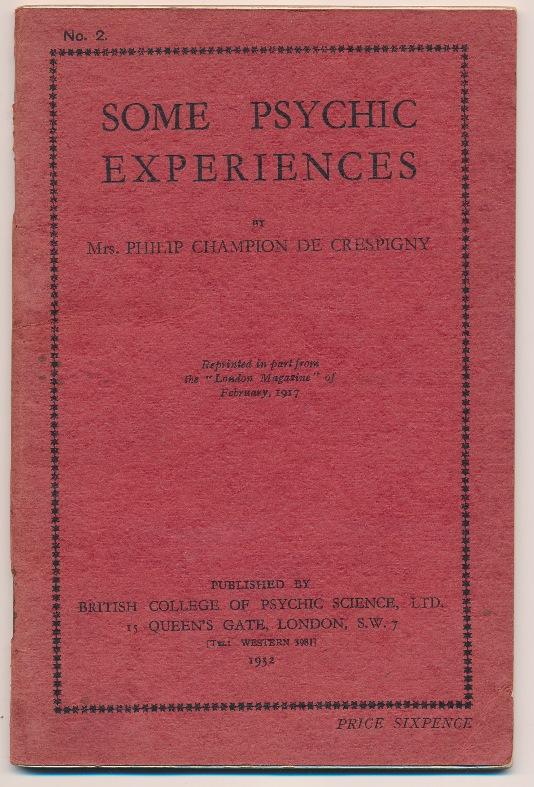 No. 2.
SOME PSYCHIC
EXPERIENCES
BY
Mrs. PHILIP CHAMPION DE CRESPIGNY
Reprinted in part from
the "London Magazine" of
February, 1917
PUBLISHED BY
BRITISH COLLEGE OF PSYCHIC SCIENCE, LTD.
15 QUEEN'S GATE, LONDON, S.W. 7
[TEL: WESTERN 3981]
1932
PRICE SIXPENCE